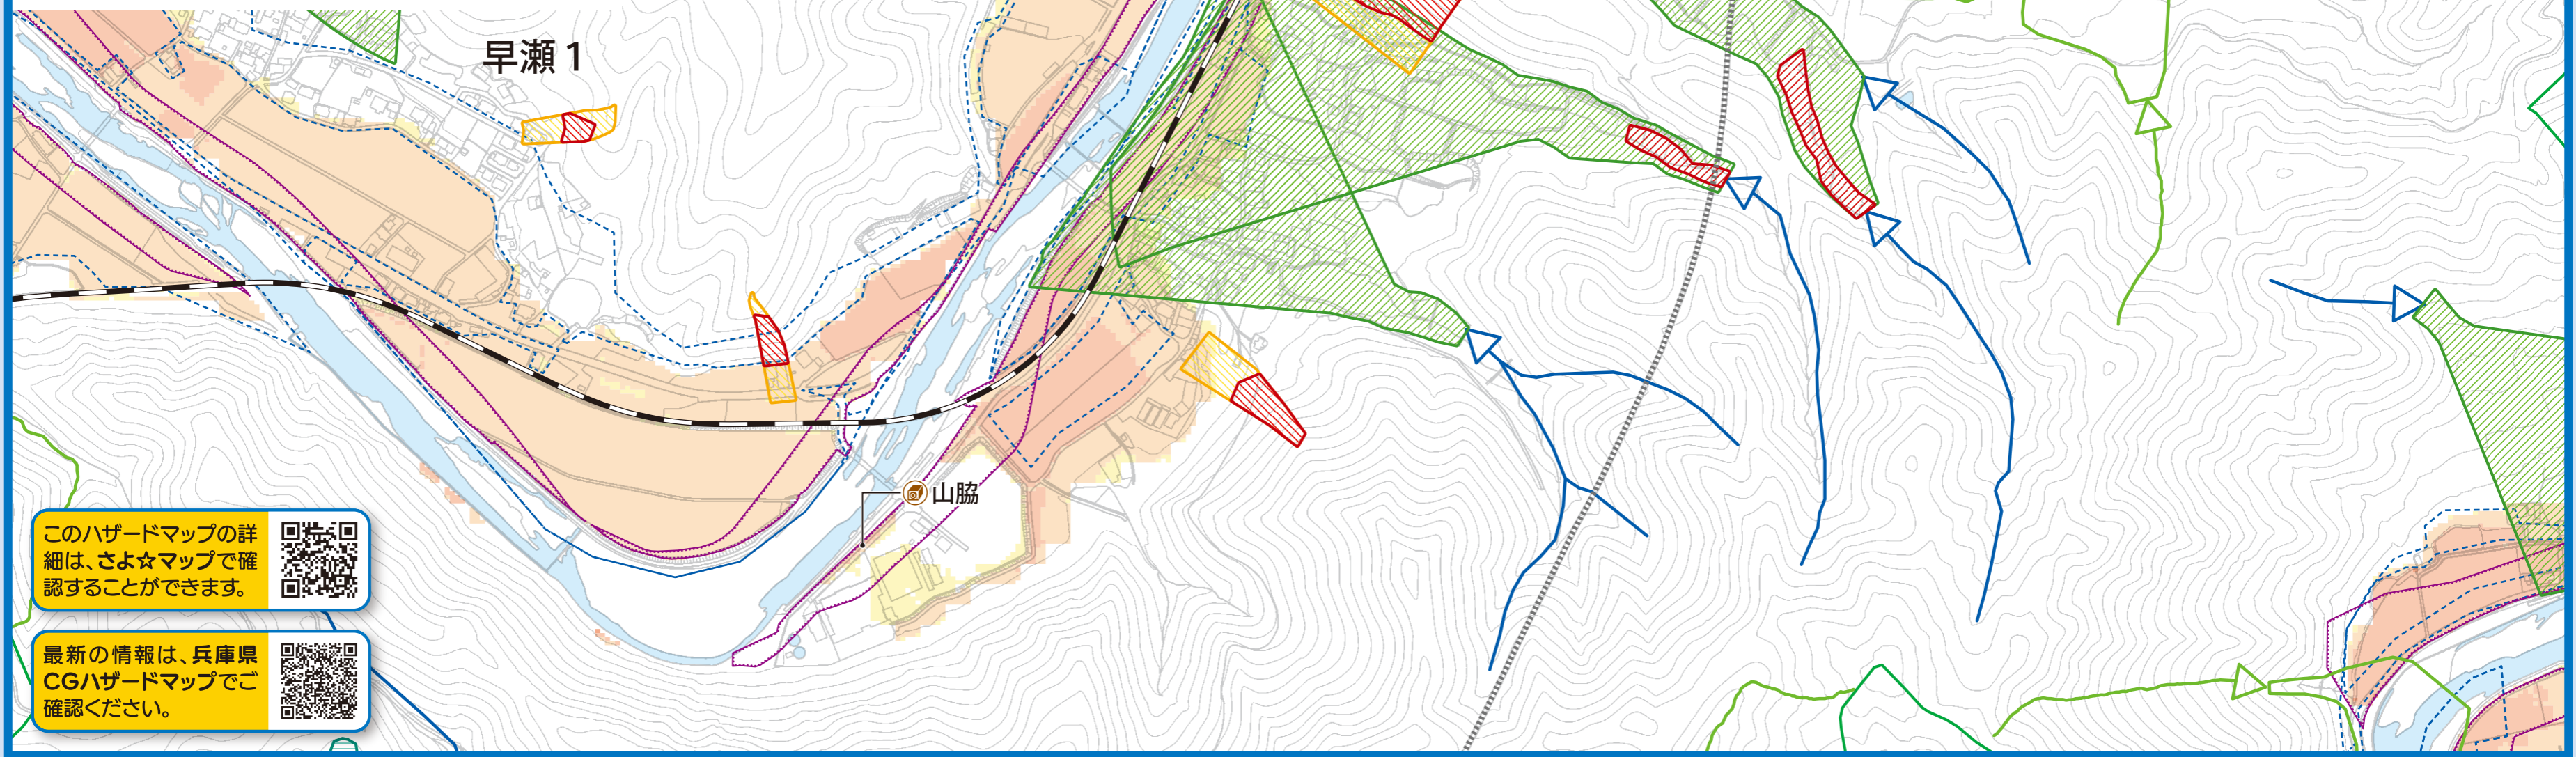 早瀬1
山脇
このハザードマップの詳
細は、さよ☆マップで確
認することができます。
最新の情報は、兵庫県
CGハザードマップでご
確認ください。